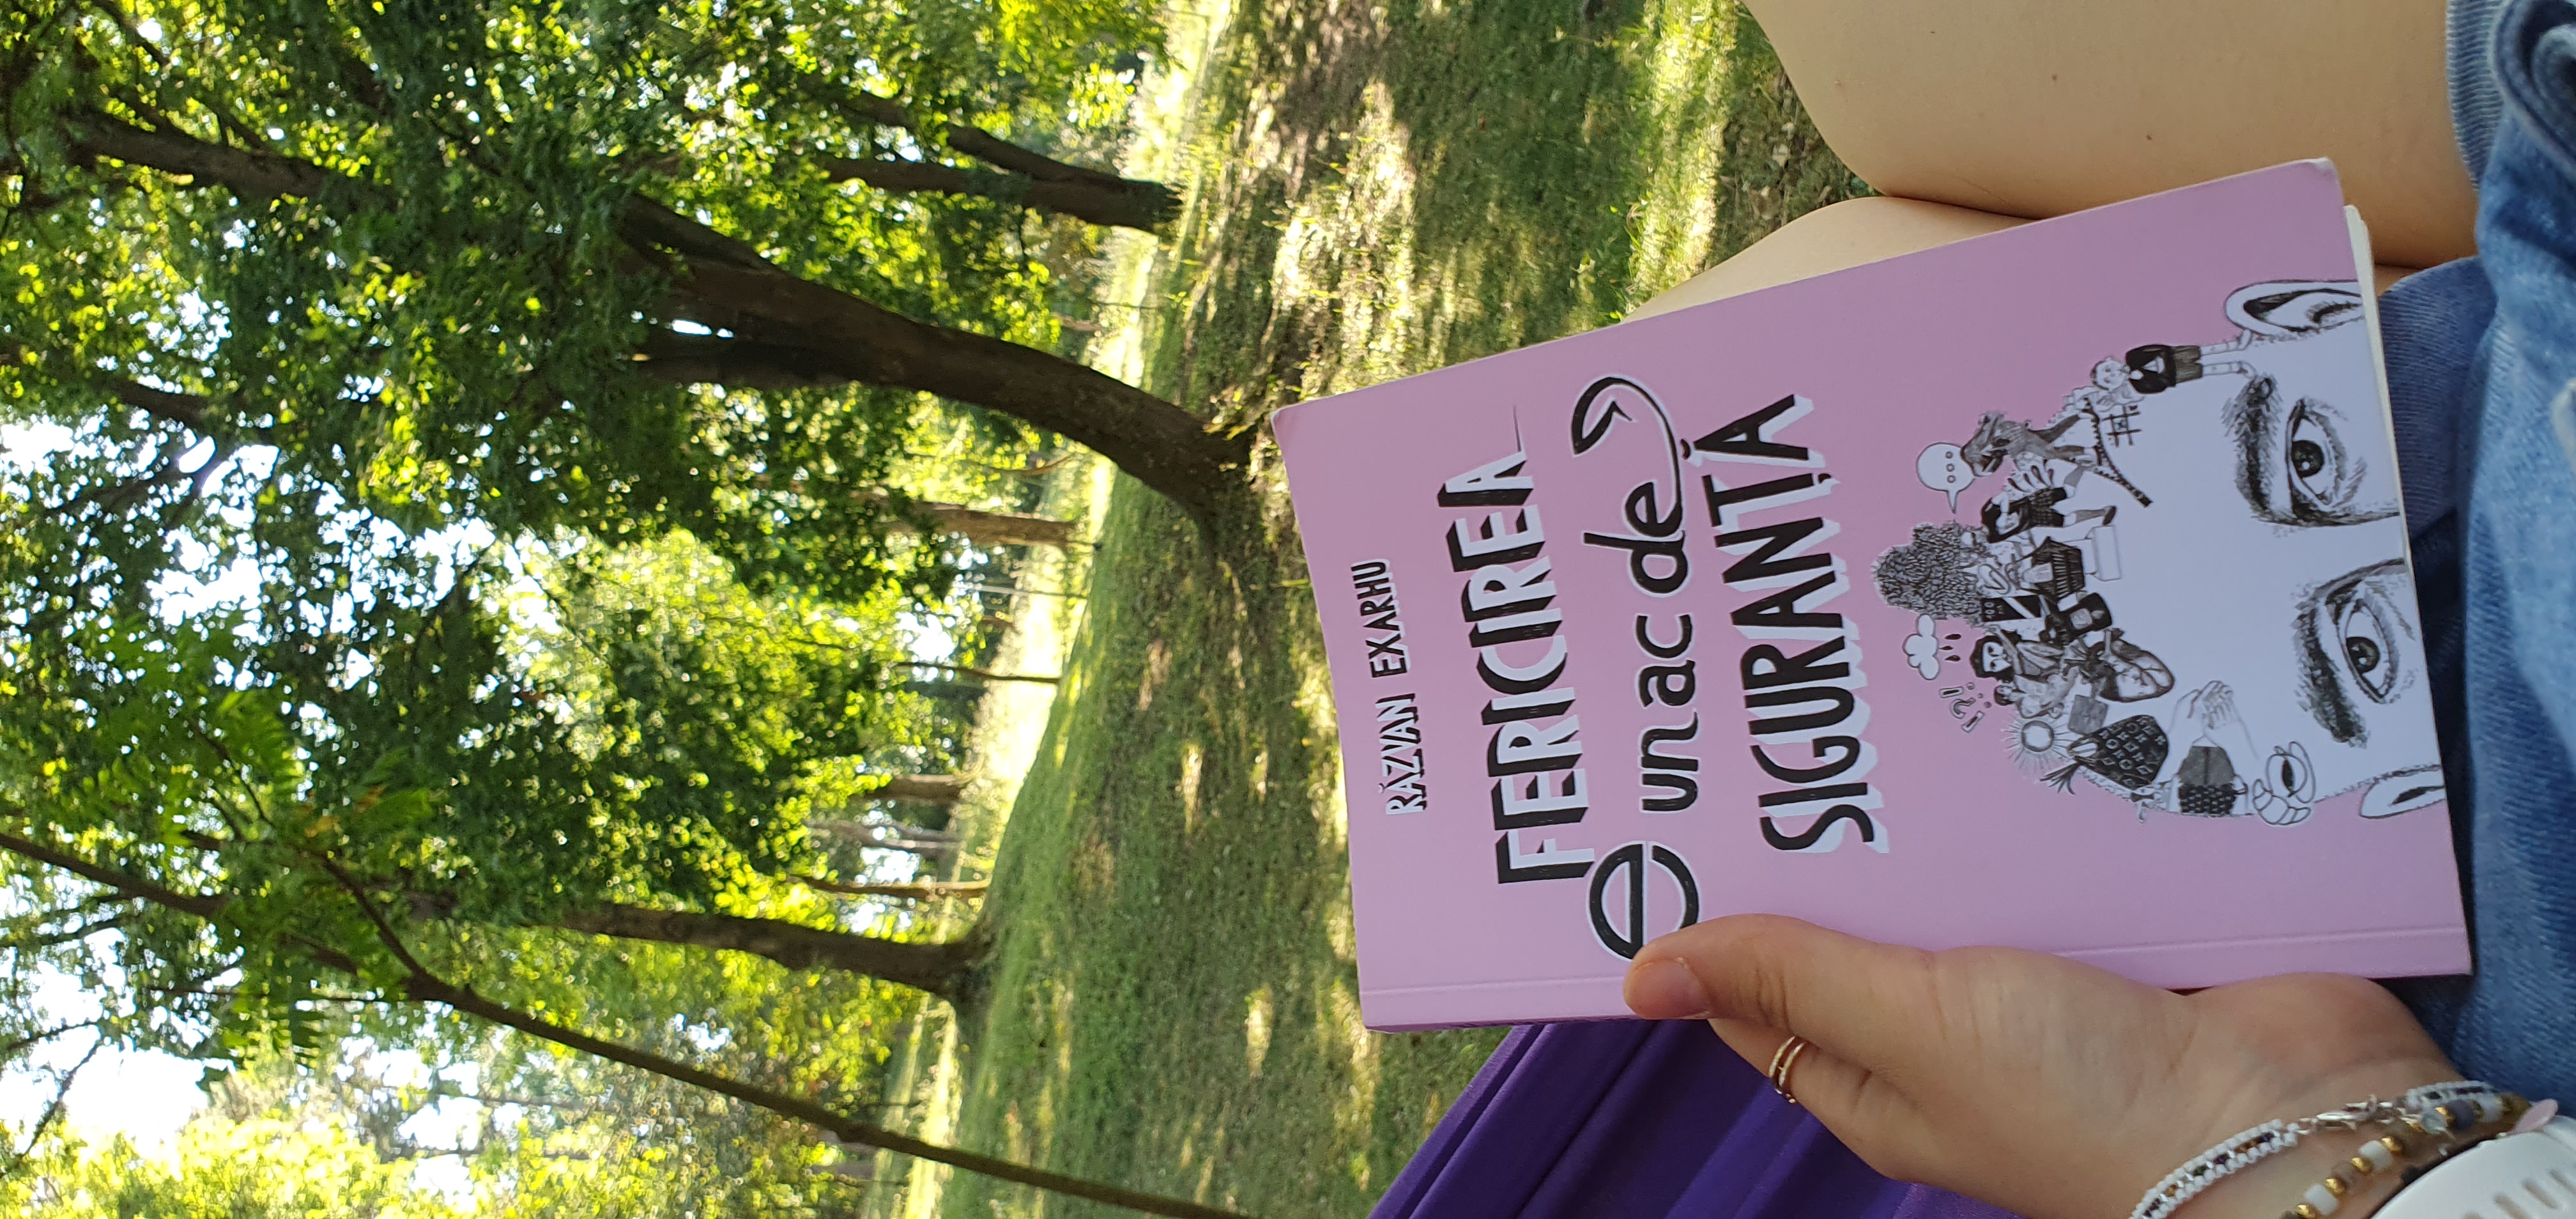 RĂZVAN EXARHU
FERICIREA
e un ac de
SIGURANȚĂ
!?!
...
#